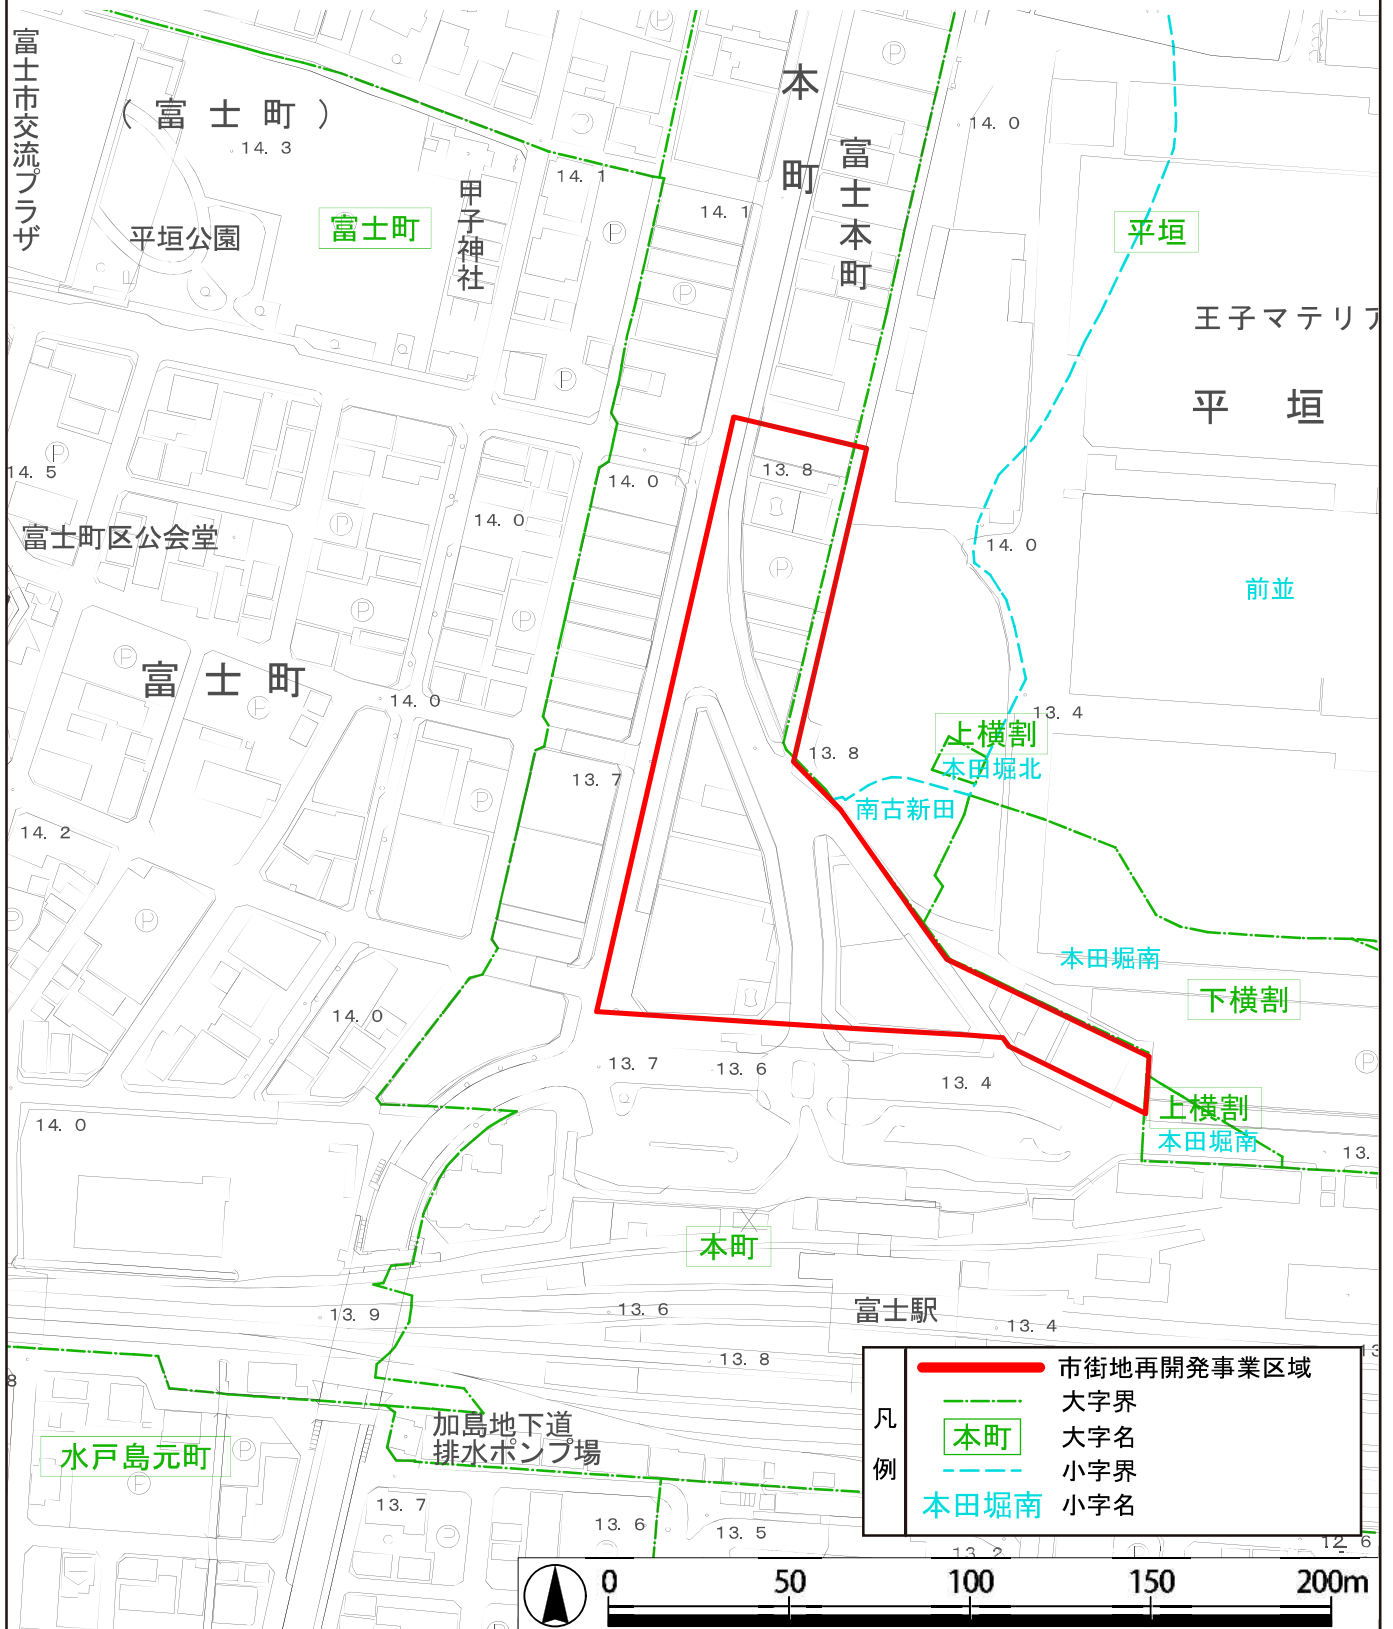 富士市交流プラザ
（富士町）
14.3
平垣公園
富士町
甲子神社
14.1
14.1
本町
富士本町
14.0
平垣
王子マテリア
平垣
13.8
14.0
14.0
14.5
富士町区公会堂
14.0
前並
富士町
14.0
13.4
上横割
本田堀北
13.8
南古新田
13.7
14.2
本田堀南
下横割
14.0
13.7
13.6
13.4
上横割
本田堀南
14.0
13.
本町
富士駅
13.9
13.6
13.4
13.8
加島地下道
排水ポンプ場
水戸島元町
13.7
13.6
13.5
13.2
12.6
凡例
市街地再開発事業区域
大字界
本町 大字名
小字界
本田堀南 小字名
0 50 100 150 200m